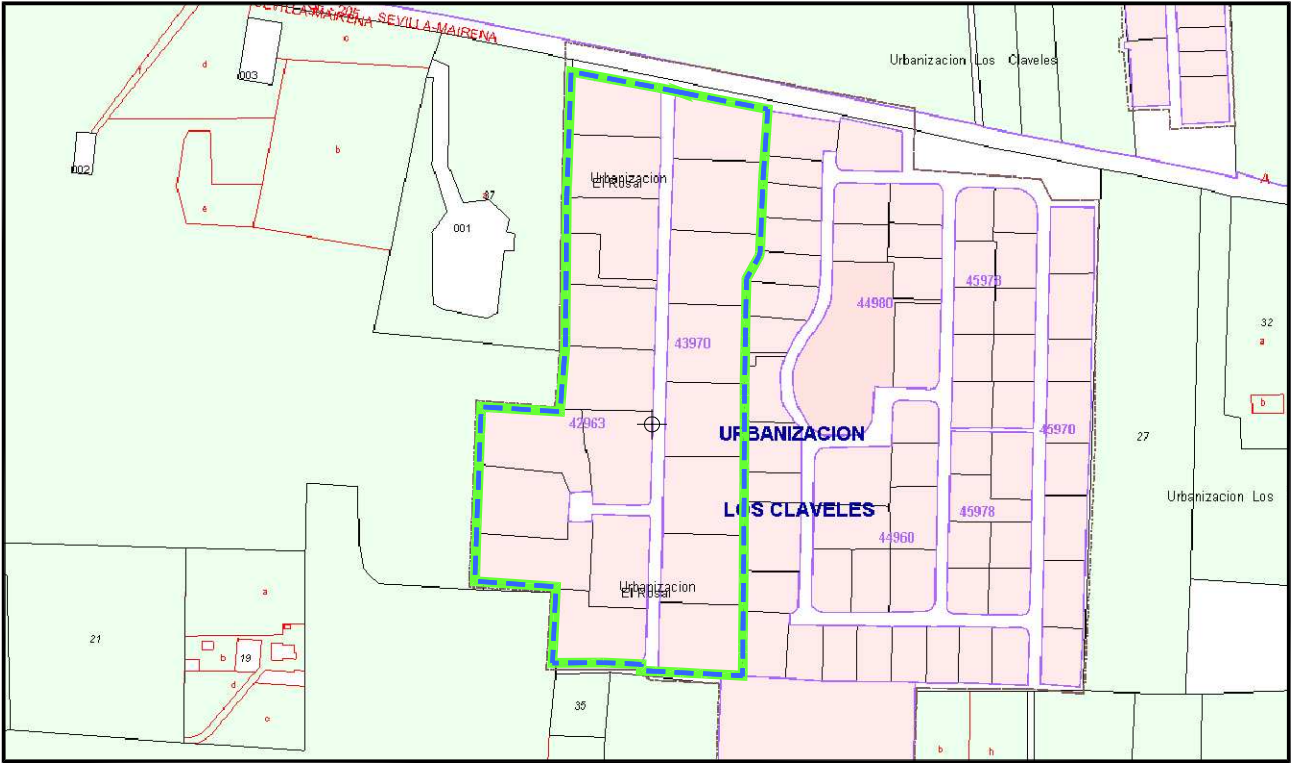 SEVILLA-MAIRENA
SEVILLA-MAIRENA
c
Urbanizacion Los Claveles
003
d
f
b
002
Urbanizacion
El Rosal
A
87
e
001
45978
44980
32
a
43970
b
42963
URBANIZACION
45970
27
Urbanizacion Los
LOS CLAVELES
45978
44960
Urbanizacion
El Rosal
a
21
b
19
d
35
c
b
h